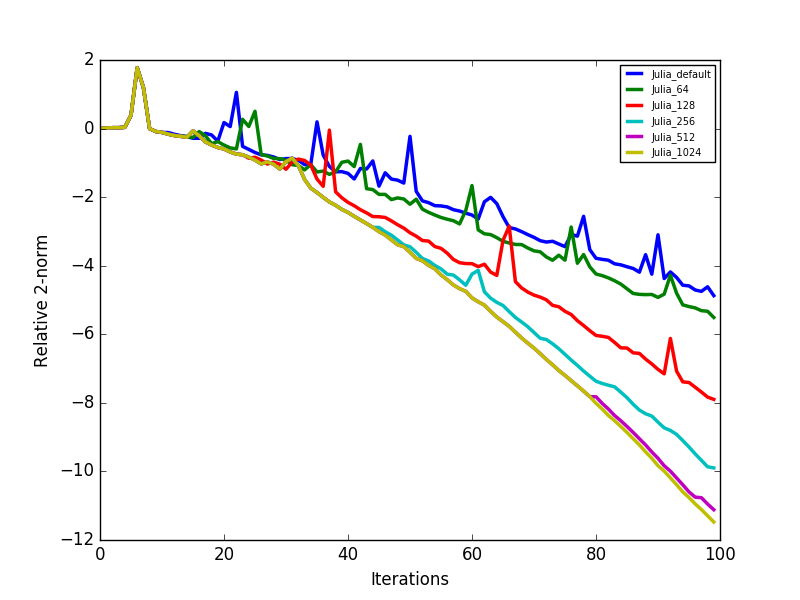 2
0
−2
−4
−6
−8
−10
−12
0 20 40 60 80 100
Iterations
Relative 2-norm
Julia_default
Julia_64
Julia_128
Julia_256
Julia_512
Julia_1024